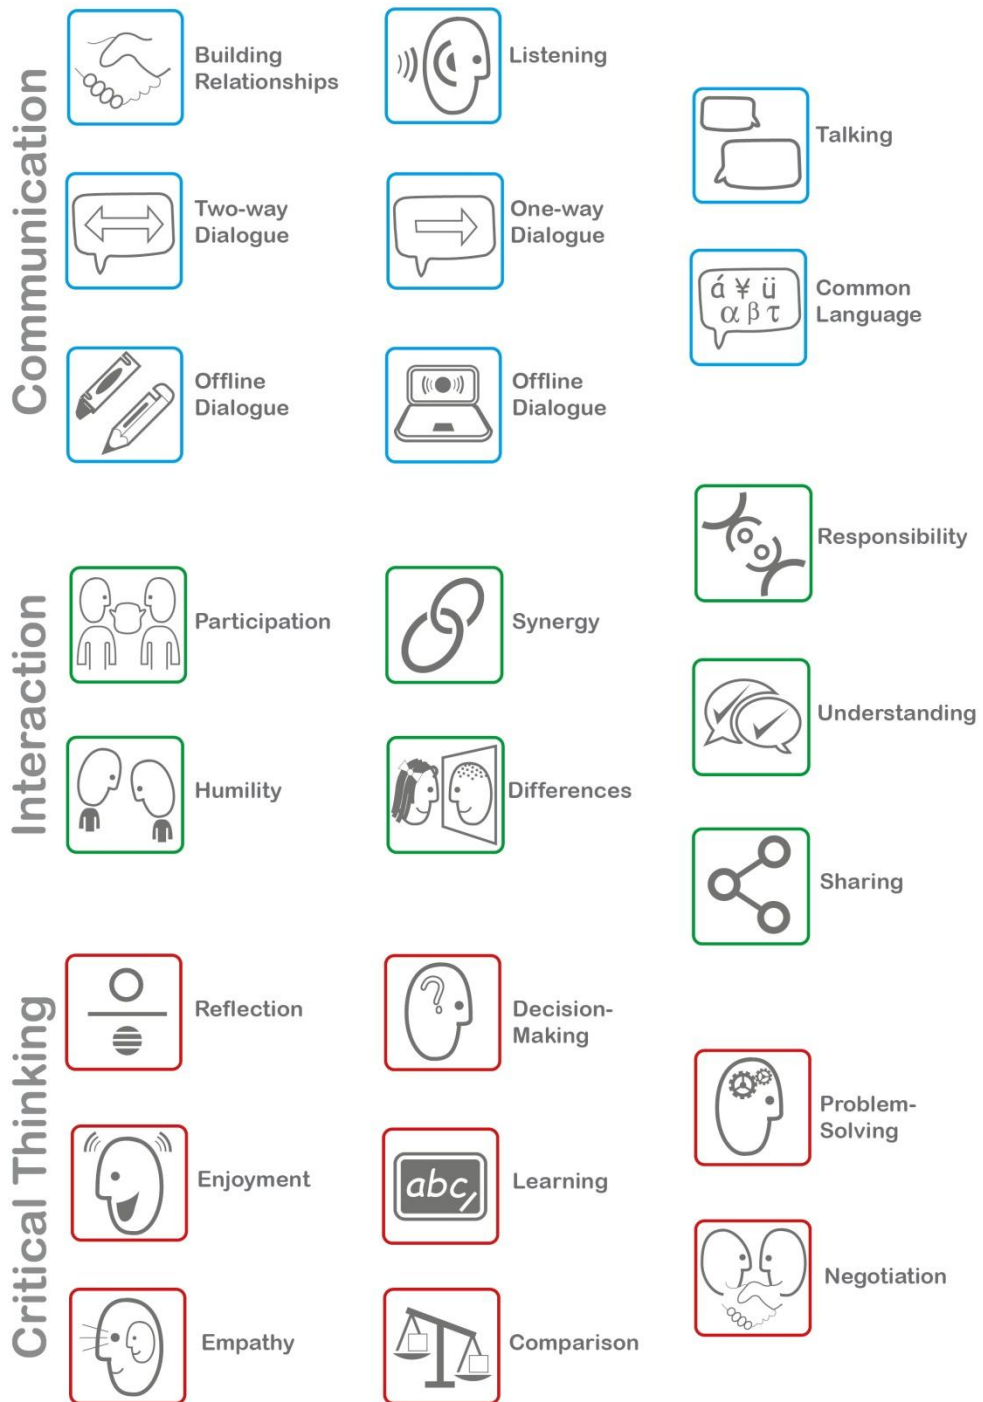 Communication
Building
Relationships
Listening
Talking
Two-way
Dialogue
One-way
Dialogue
á ¥ ü
α β τ
Common
Language
Offline
Dialogue
Offline
Dialogue
Interaction
Responsibility
Participation
Synergy
Understanding
Humility
Differences
Sharing
Critical Thinking
Reflection
?
Decision-
Making
Problem-
Solving
Enjoyment
abc
Learning
Negotiation
Empathy
Comparison